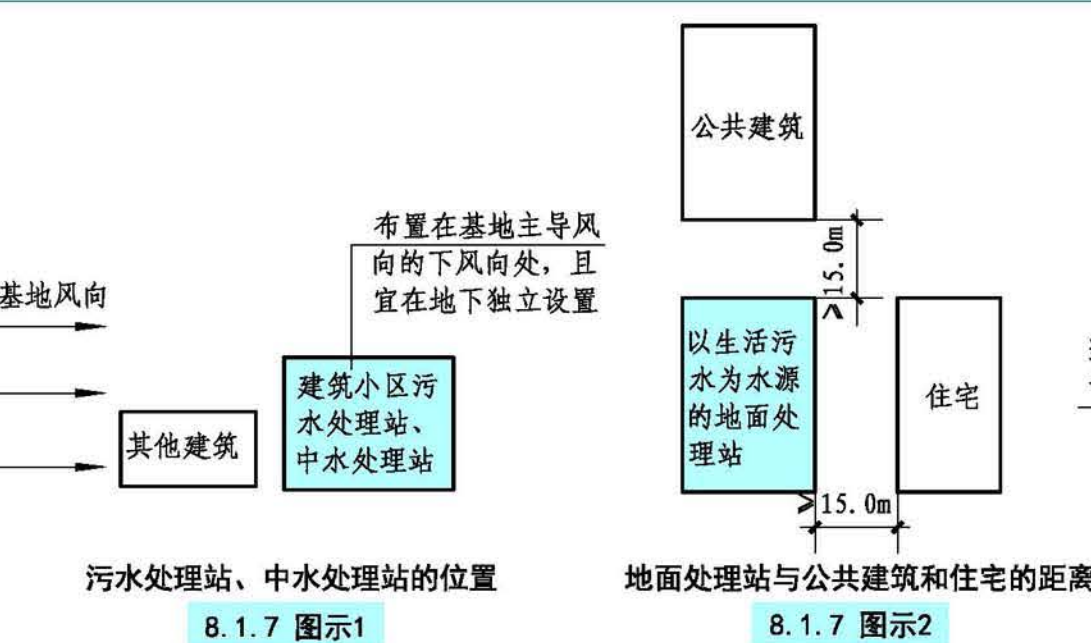 基地风向
布置在基地主导风
向的下风向处，且
宜在地下独立设置
其他建筑
建筑小区污
水处理站、
中水处理站
污水处理站、中水处理站的位置
8.1.7 图示1
公共建筑
≥15.0m
以生活污
水为水源
的地面处
理站
住宅
≥15.0m
地面处理站与公共建筑和住宅的距离
8.1.7 图示2